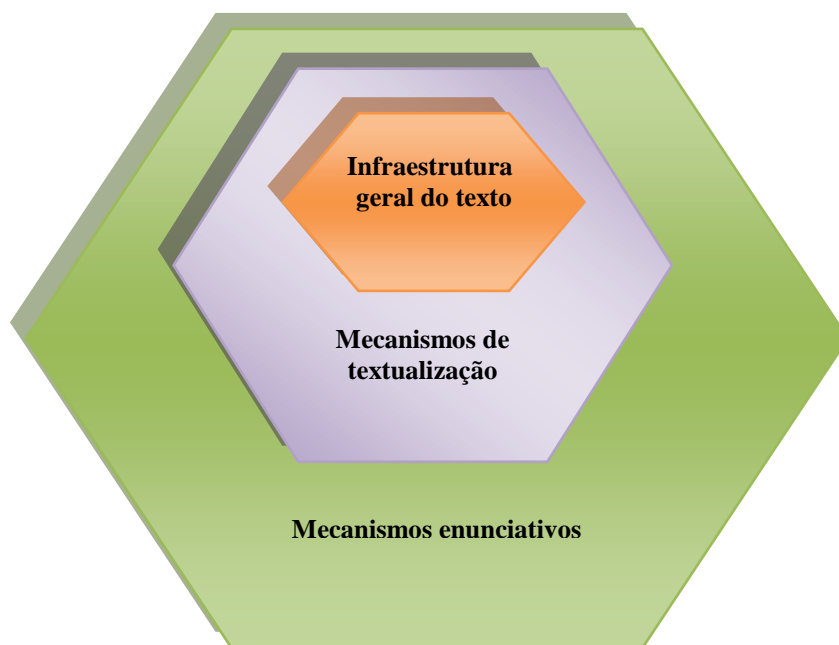 Infraestrutura
geral do texto
Mecanismos de
textualização
Mecanismos enunciativos